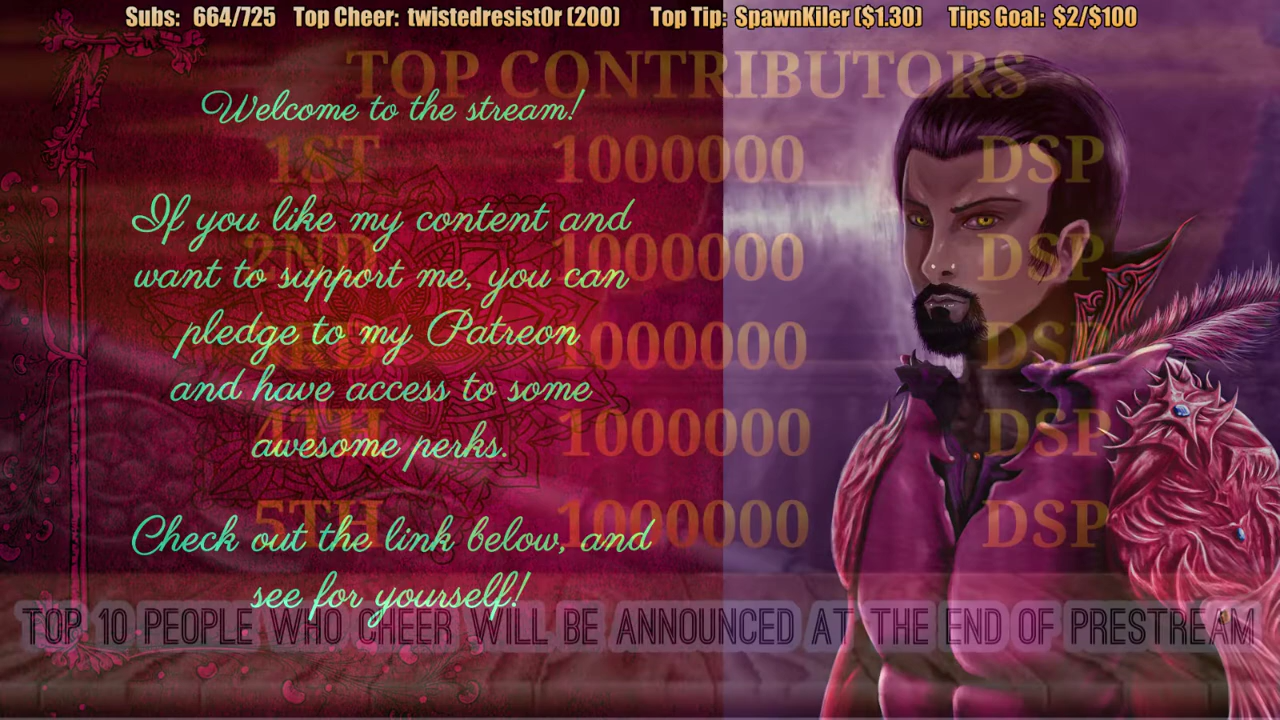 Subs: 664/725 Top Cheer: twistedresist0r (200) Top Tip: SpawnKiler ($1.30) Tips Goal: $2/$100
TOP CONTRIBUTORS
Welcome to the stream!
1ST 1000000 DSP
If you like my content and
2ND 1000000 DSP
want to support me, you can
pledge to my Patreon
1000000 DSP
and have access to some
4TH 1000000 DSP
awesome perks.
5TH 1000000 DSP
Check out the link below, and
see for yourself!
TOP 10 PEOPLE WHO CHEER WILL BE ANNOUNCED AT THE END OF PRESTREAM